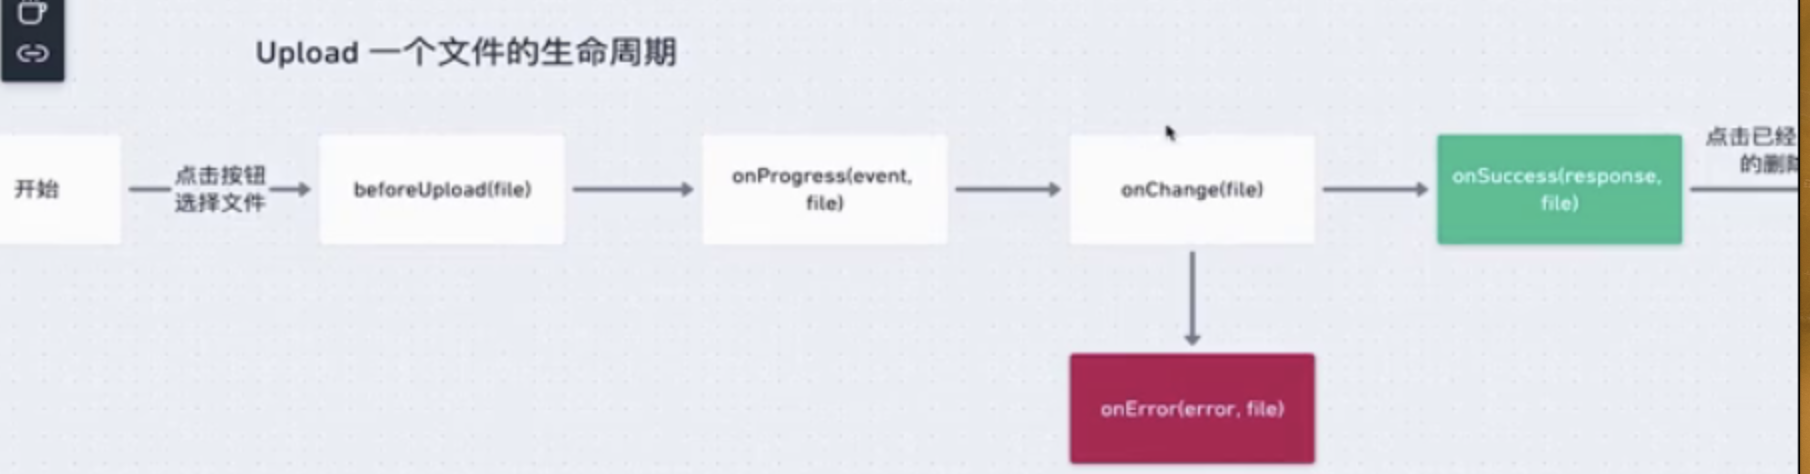 Upload 一个文件的生命周期
开始
点击按钮
选择文件
beforeUpload(file)
onProgress(event,
file)
onChange(file)
onSuccess(response,
file)
点击已经
的删
onError(error, file)